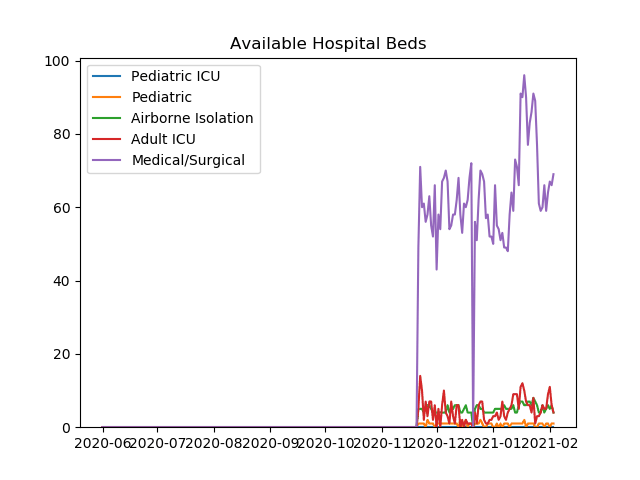 Available Hospital Beds
100
80
60
40
20
0
Pediatric ICU
Pediatric
Airborne Isolation
Adult ICU
Medical/Surgical
2020-06 2020-07 2020-08 2020-09 2020-10 2020-11 2020-12 2021-01 2021-02